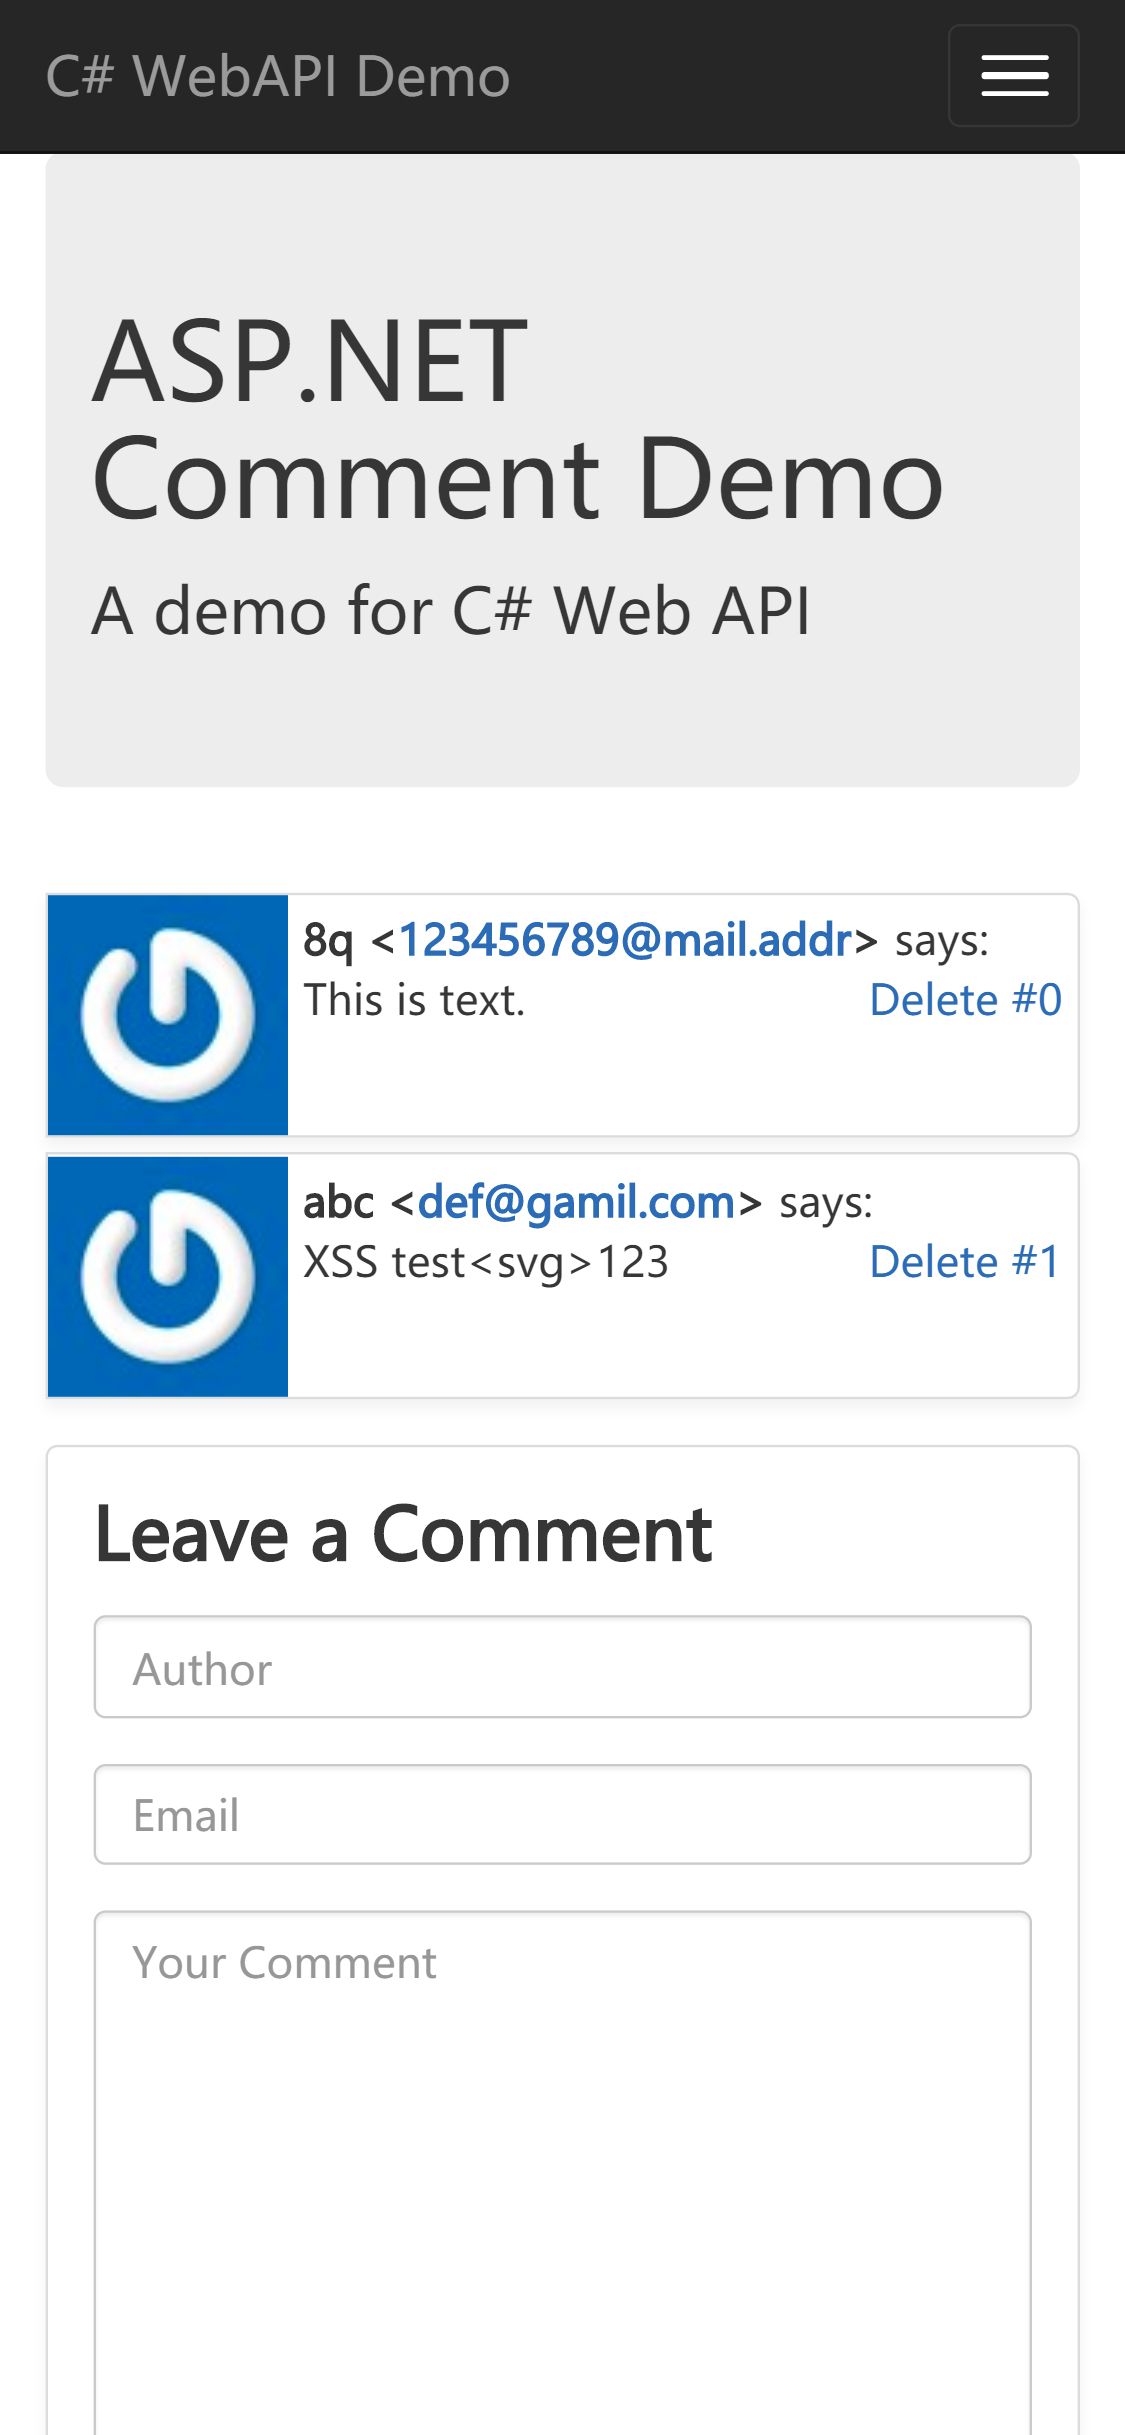 C# WebAPI Demo
ASP.NET
Comment Demo
A demo for C# Web API
8q <123456789@mail.addr> says:
This is text. Delete #0
abc <def@gamil.com> says:
XSS test<svg>123 Delete #1
Leave a Comment
Author
Email
Your Comment